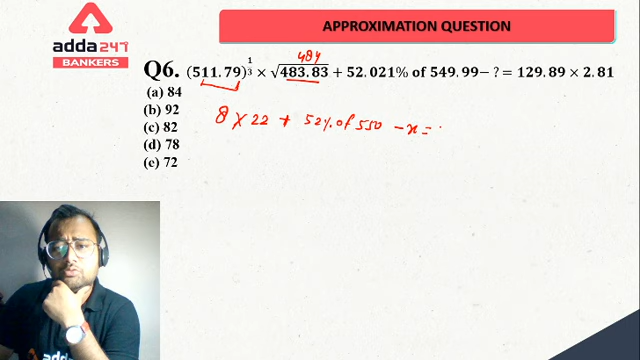 adda247
BANKERS
APPROXIMATION QUESTION
484
Q6. (511.79)^{1/3} × √483.83 + 52.021% of 549.99 − ? = 129.89 × 2.81
(a) 84
(b) 92
(c) 82
(d) 78
(e) 72
8 × 22 + 52% of 550 − x =
adda